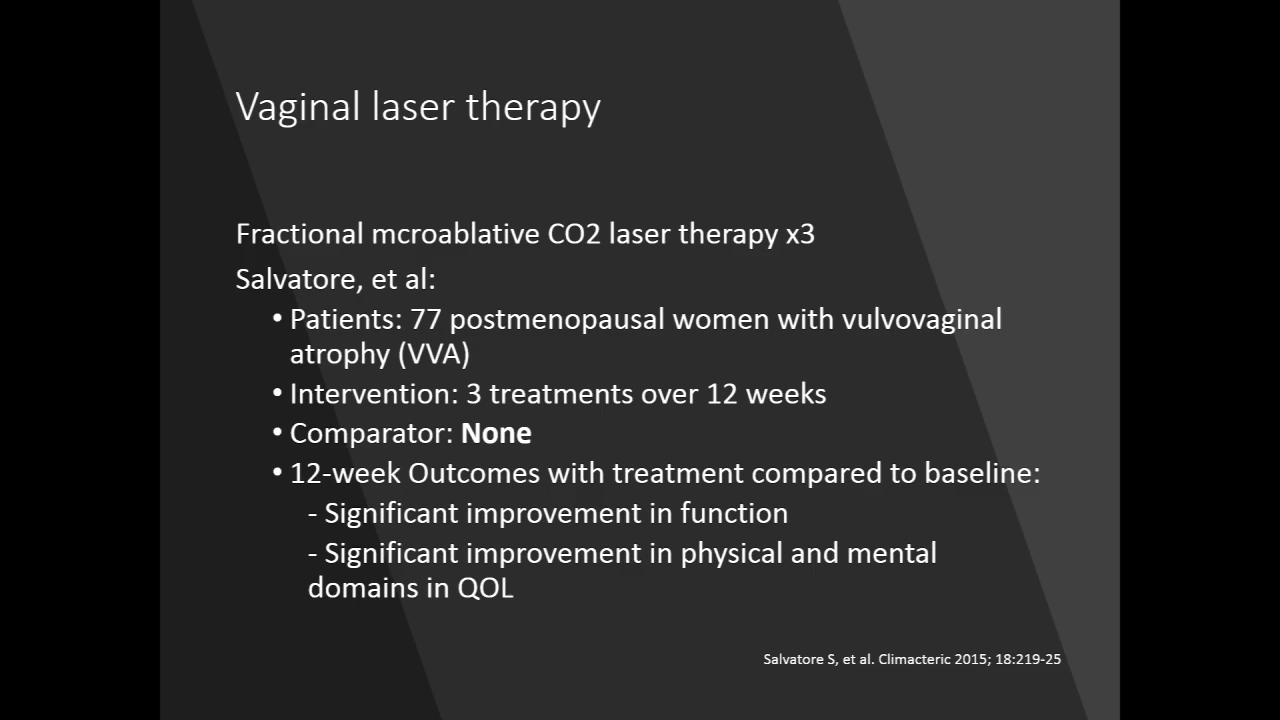 Vaginal laser therapy
Fractional mcroablative CO2 laser therapy x3
Salvatore, et al:
• Patients: 77 postmenopausal women with vulvovaginal
atrophy (VVA)
• Intervention: 3 treatments over 12 weeks
• Comparator: None
• 12-week Outcomes with treatment compared to baseline:
- Significant improvement in function
- Significant improvement in physical and mental
domains in QOL
Salvatore S, et al. Climacteric 2015; 18:219-25